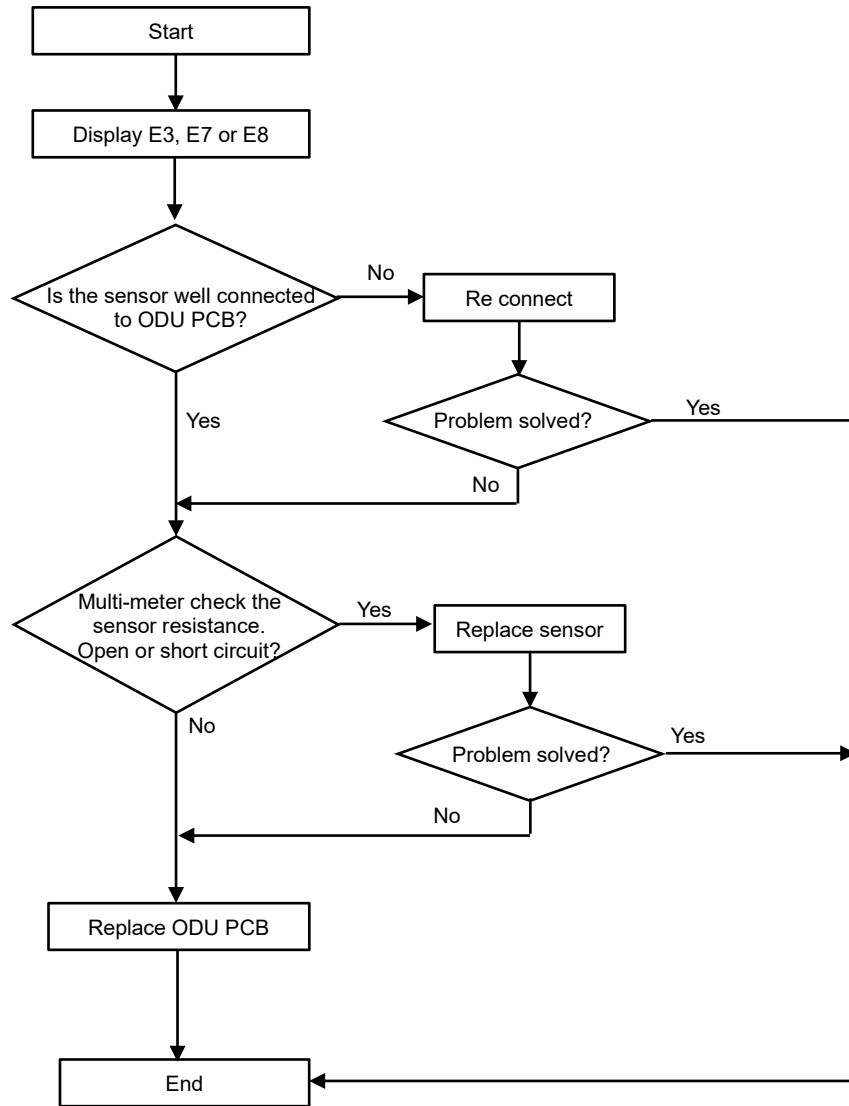 Start
Display E3, E7 or E8
Is the sensor well connected
to ODU PCB?
No
Re connect
Yes
Problem solved?
Yes
No
Multi-meter check the
sensor resistance.
Open or short circuit?
Yes
Replace sensor
No
Problem solved?
Yes
No
Replace ODU PCB
End